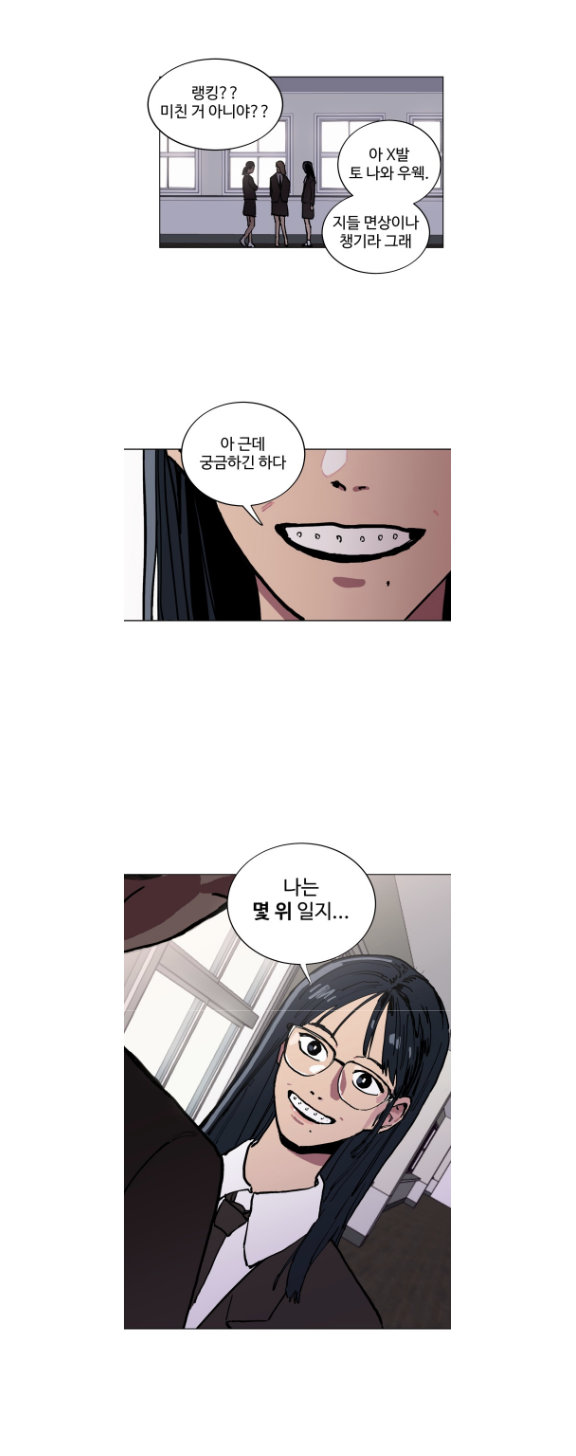 랭킹??
미친 거 아니야??
아 X발
토 나와 우웩.
지들 면상이나
챙기라 그래
아 근데
궁금하긴 하다
나는
몇 위 일지...